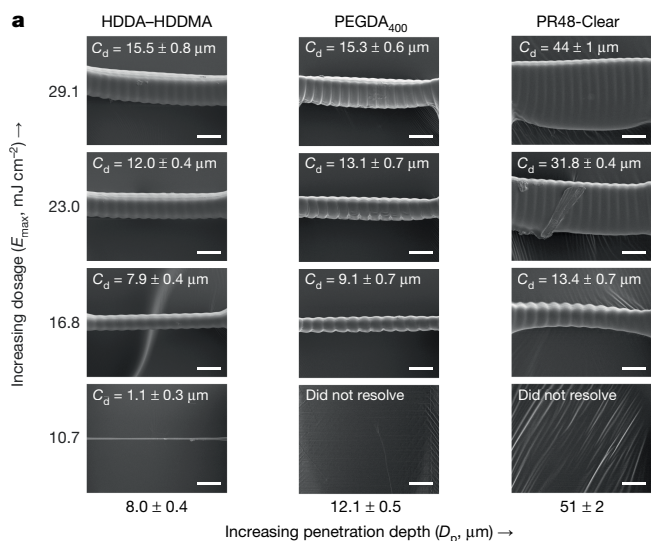 a
HDDA–HDDMA
PEGDA400
PR48-Clear
Increasing dosage (Emax, mJ cm−2) →
29.1
Cd = 15.5 ± 0.8 μm
Cd = 15.3 ± 0.6 μm
Cd = 44 ± 1 μm
23.0
Cd = 12.0 ± 0.4 μm
Cd = 13.1 ± 0.7 μm
Cd = 31.8 ± 0.4 μm
16.8
Cd = 7.9 ± 0.4 μm
Cd = 9.1 ± 0.7 μm
Cd = 13.4 ± 0.7 μm
10.7
Cd = 1.1 ± 0.3 μm
Did not resolve
Did not resolve
8.0 ± 0.4
12.1 ± 0.5
51 ± 2
Increasing penetration depth (Dp, μm) →